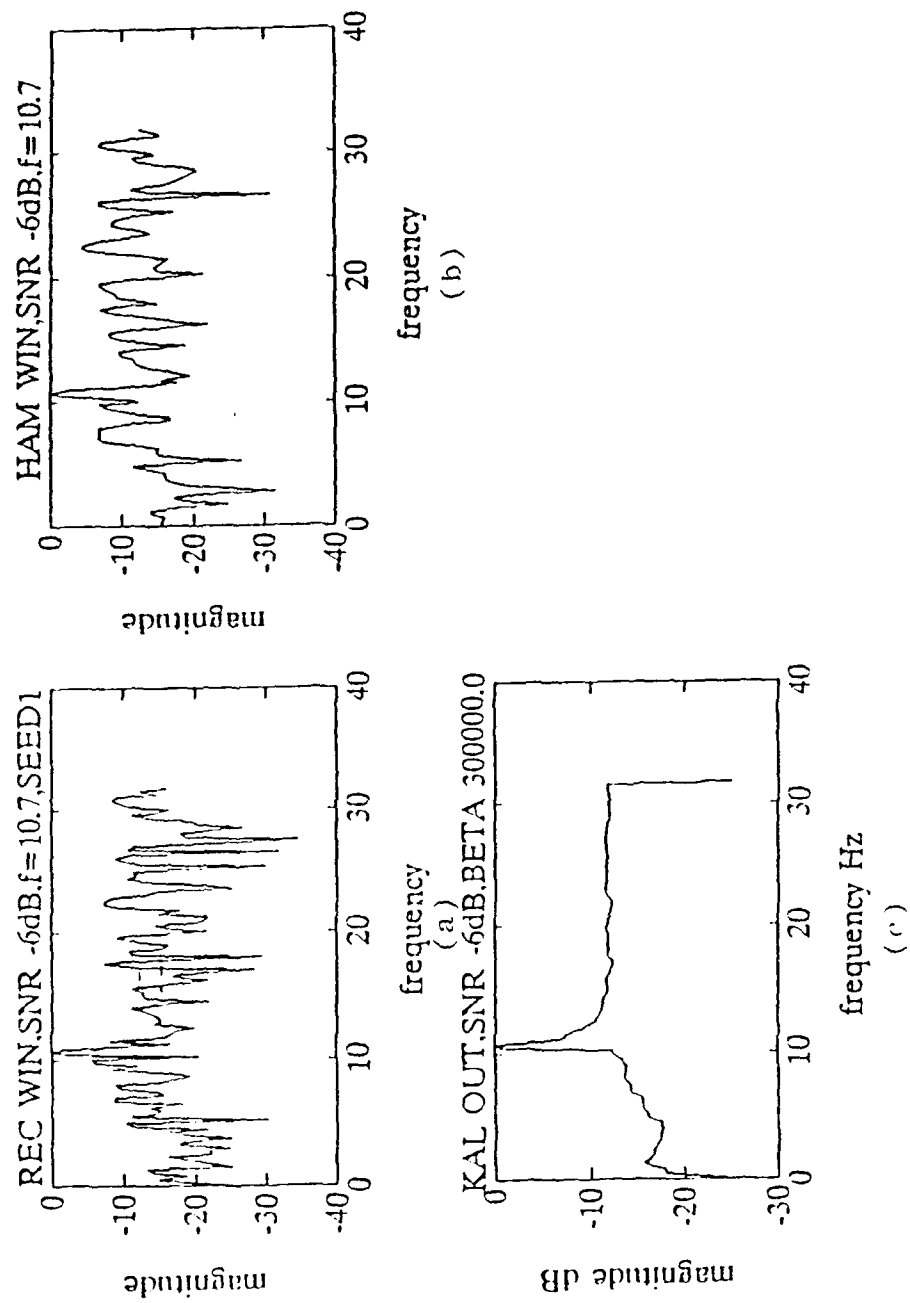 REC WIN.SNR -6dB.f=10.7,SEED1
0
-10
-20
-30
-40
magnitude
0
10
20
30
40
frequency
(a)
HAM WIN,SNR -6dB.f=10.7
0
-10
-20
-30
-40
magnitude
0
10
20
30
40
frequency
(b)
KAL OUT.SNR -6dB.BETA 300000.0
0
-10
-20
-30
magnitude dB
0
10
20
30
40
frequency Hz
(c)